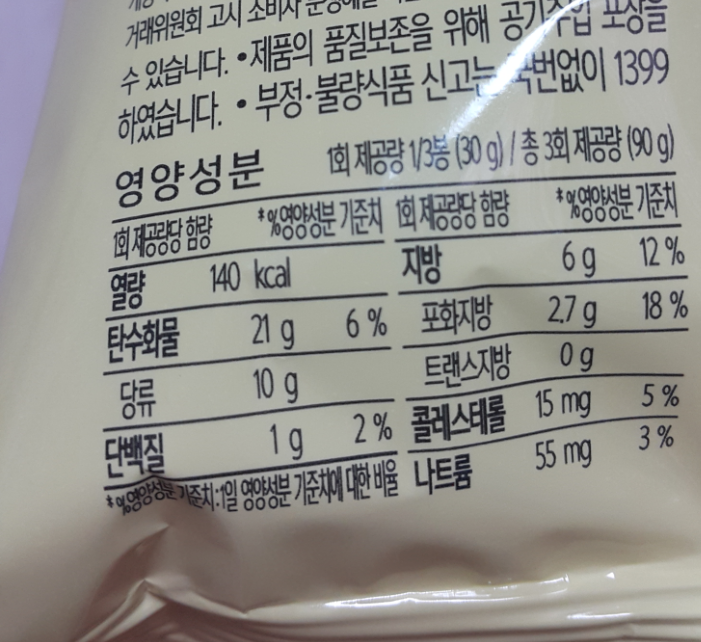 거래위원회 고시 소비자
수 있습니다. •제품의 품질보존을 위해 공기주입 포장을
하였습니다. •부정·불량식품 신고는 국번없이 1399
영양성분 1회 제공량 1/3봉 (30 g) / 총 3회 제공량 (90 g)
1회 제공량당 함량 *%영양성분 기준치 1회 제공량당 함량 *%영양성분 기준치
열량 140 kcal 지방 6 g 12 %
탄수화물 21 g 6 % 포화지방 2.7 g 18 %
당류 10 g 트랜스지방 0 g
단백질 1 g 2 % 콜레스테롤 15 mg 5 %
*%영양성분 기준치:1일 영양성분 기준치에 대한 비율 나트륨 55 mg 3 %